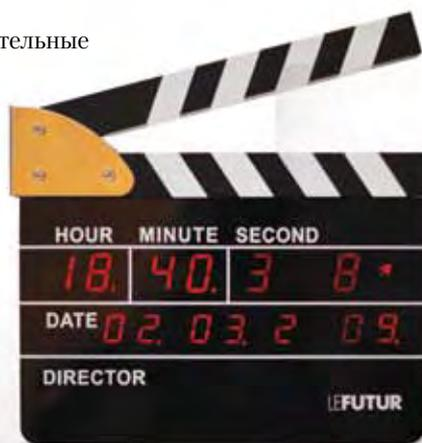 тельные
HOUR MINUTE SECOND
18. 40. 3 8
DATE 02. 03. 2 09.
DIRECTOR
LEFUTUR